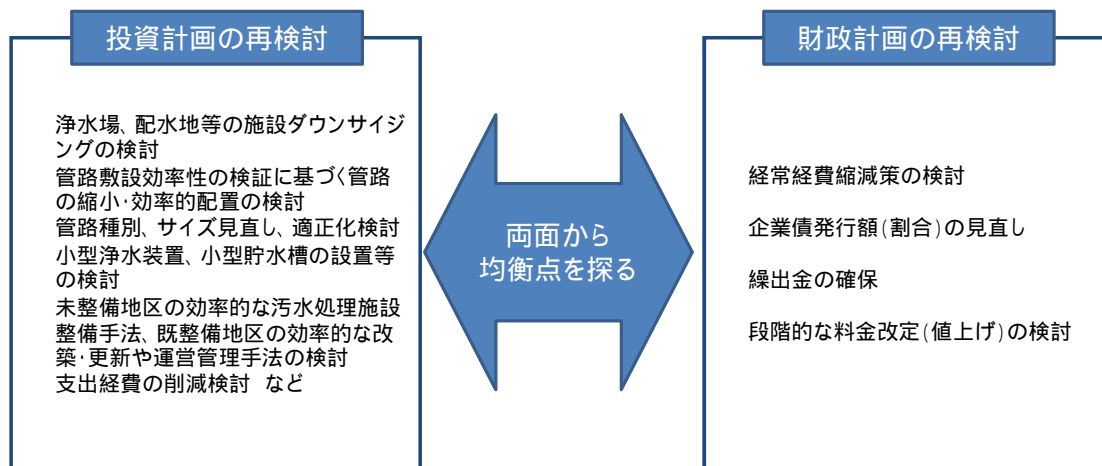 投資計画の再検討
浄水場、配水地等の施設ダウンサイジ
ングの検討
管路敷設効率性の検証に基づく管路
の縮小・効率的配置の検討
管路種別、サイズ見直し、適正化検討
小型浄水装置、小型貯水槽の設置等
の検討
未整備地区の効率的な汚水処理施設
整備手法、既整備地区の効率的な改
築・更新や運営管理手法の検討
支出経費の削減検討 など
両面から
均衡点を探る
財政計画の再検討
経常経費縮減策の検討
企業債発行額(割合)の見直し
繰出金の確保
段階的な料金改定(値上げ)の検討